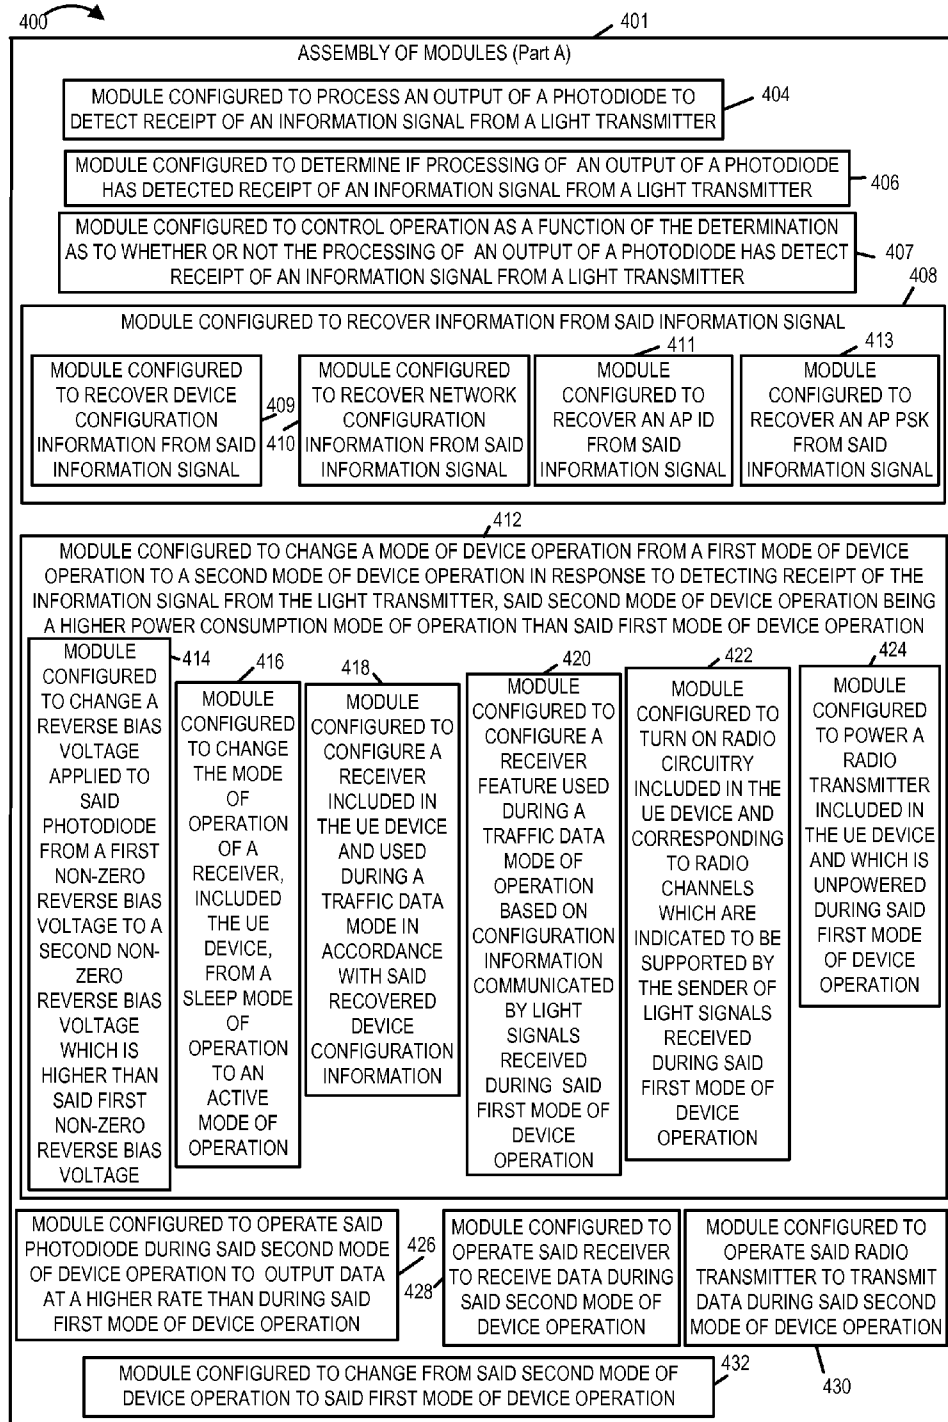 400
401
ASSEMBLY OF MODULES (Part A)
MODULE CONFIGURED TO PROCESS AN OUTPUT OF A PHOTODIODE TO
DETECT RECEIPT OF AN INFORMATION SIGNAL FROM A LIGHT TRANSMITTER
404
MODULE CONFIGURED TO DETERMINE IF PROCESSING OF AN OUTPUT OF A PHOTODIODE
HAS DETECTED RECEIPT OF AN INFORMATION SIGNAL FROM A LIGHT TRANSMITTER
406
MODULE CONFIGURED TO CONTROL OPERATION AS A FUNCTION OF THE DETERMINATION
AS TO WHETHER OR NOT THE PROCESSING OF AN OUTPUT OF A PHOTODIODE HAS DETECT
RECEIPT OF AN INFORMATION SIGNAL FROM A LIGHT TRANSMITTER
407
408
MODULE CONFIGURED TO RECOVER INFORMATION FROM SAID INFORMATION SIGNAL
MODULE CONFIGURED
TO RECOVER DEVICE
CONFIGURATION
INFORMATION FROM SAID
INFORMATION SIGNAL
409
410
MODULE CONFIGURED
TO RECOVER NETWORK
CONFIGURATION
INFORMATION FROM SAID
INFORMATION SIGNAL
411
MODULE
CONFIGURED TO
RECOVER AN AP ID
FROM SAID
INFORMATION SIGNAL
413
MODULE
CONFIGURED TO
RECOVER AN AP PSK
FROM SAID
INFORMATION SIGNAL
412
MODULE CONFIGURED TO CHANGE A MODE OF DEVICE OPERATION FROM A FIRST MODE OF DEVICE
OPERATION TO A SECOND MODE OF DEVICE OPERATION IN RESPONSE TO DETECTING RECEIPT OF THE
INFORMATION SIGNAL FROM THE LIGHT TRANSMITTER, SAID SECOND MODE OF DEVICE OPERATION BEING
A HIGHER POWER CONSUMPTION MODE OF OPERATION THAN SAID FIRST MODE OF DEVICE OPERATION
MODULE
CONFIGURED
TO CHANGE A
REVERSE BIAS
VOLTAGE
APPLIED TO
SAID
PHOTODIODE
FROM A FIRST
NON-ZERO
REVERSE BIAS
VOLTAGE TO A
SECOND NON-
ZERO
REVERSE BIAS
VOLTAGE
WHICH IS
HIGHER THAN
SAID FIRST
NON-ZERO
REVERSE BIAS
VOLTAGE
414
416
MODULE
CONFIGURED
TO CHANGE
THE MODE
OF
OPERATION
OF A
RECEIVER,
INCLUDED
THE UE
DEVICE,
FROM A
SLEEP MODE
OF
OPERATION
TO AN
ACTIVE
MODE OF
OPERATION
418
MODULE
CONFIGURED TO
CONFIGURE A
RECEIVER
INCLUDED IN
THE UE DEVICE
AND USED
DURING A
TRAFFIC DATA
MODE IN
ACCORDANCE
WITH SAID
RECOVERED
DEVICE
CONFIGURATION
INFORMATION
420
MODULE
CONFIGURED TO
CONFIGURE A
RECEIVER
FEATURE USED
DURING A
TRAFFIC DATA
MODE OF
OPERATION
BASED ON
CONFIGURATION
INFORMATION
COMMUNICATED
BY LIGHT
SIGNALS
RECEIVED
DURING SAID
FIRST MODE OF
DEVICE
OPERATION
422
MODULE
CONFIGURED TO
TURN ON RADIO
CIRCUITRY
INCLUDED IN THE
UE DEVICE AND
CORRESPONDING
TO RADIO
CHANNELS
WHICH ARE
INDICATED TO BE
SUPPORTED BY
THE SENDER OF
LIGHT SIGNALS
RECEIVED
DURING SAID
FIRST MODE OF
DEVICE
OPERATION
424
MODULE
CONFIGURED
TO POWER A
RADIO
TRANSMITTER
INCLUDED IN
THE UE DEVICE
AND WHICH IS
UNPOWERED
DURING SAID
FIRST MODE
OF DEVICE
OPERATION
MODULE CONFIGURED TO OPERATE SAID
PHOTODIODE DURING SAID SECOND MODE
OF DEVICE OPERATION TO OUTPUT DATA
AT A HIGHER RATE THAN DURING SAID
FIRST MODE OF DEVICE OPERATION
426
428
MODULE CONFIGURED TO
OPERATE SAID RECEIVER
TO RECEIVE DATA DURING
SAID SECOND MODE OF
DEVICE OPERATION
MODULE CONFIGURED TO
OPERATE SAID RADIO
TRANSMITTER TO TRANSMIT
DATA DURING SAID SECOND
MODE OF DEVICE OPERATION
430
MODULE CONFIGURED TO CHANGE FROM SAID SECOND MODE OF
DEVICE OPERATION TO SAID FIRST MODE OF DEVICE OPERATION
432